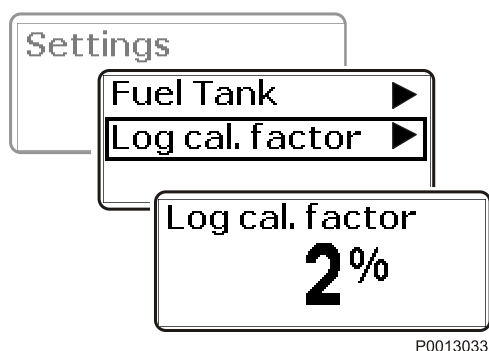 Settings
Fuel Tank
Log cal. factor
Log cal. factor
2%
P0013033